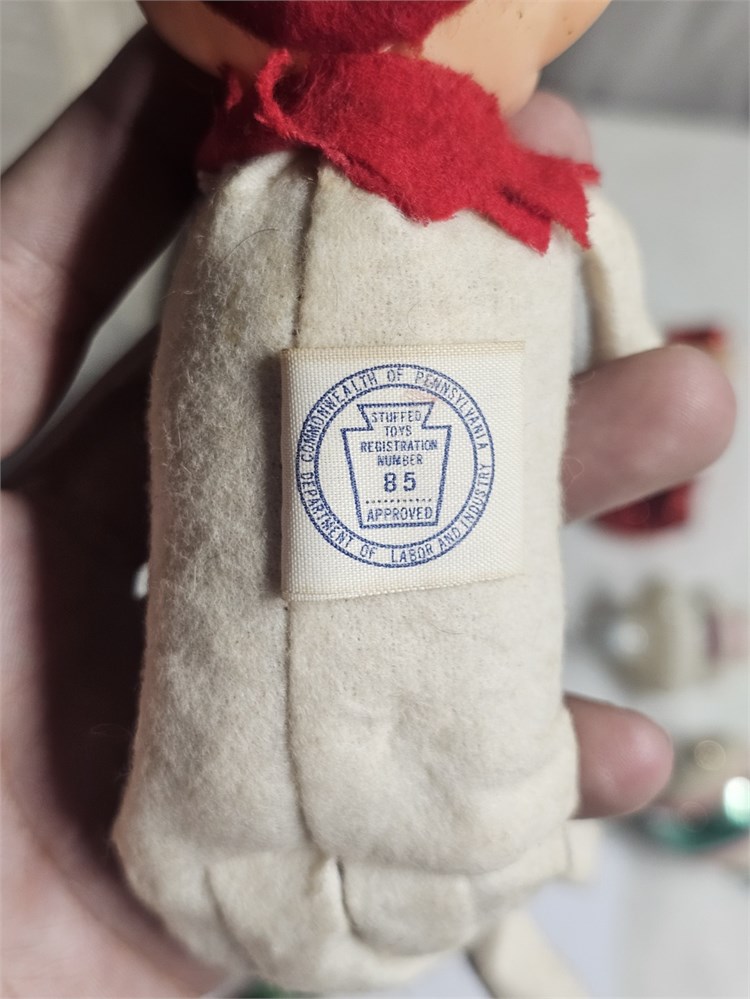 COMMONWEALTH OF PENNSYLVANIA
STUFFED
TOYS
REGISTRATION
NUMBER
85
APPROVED
DEPARTMENT OF LABOR AND INDUSTRY